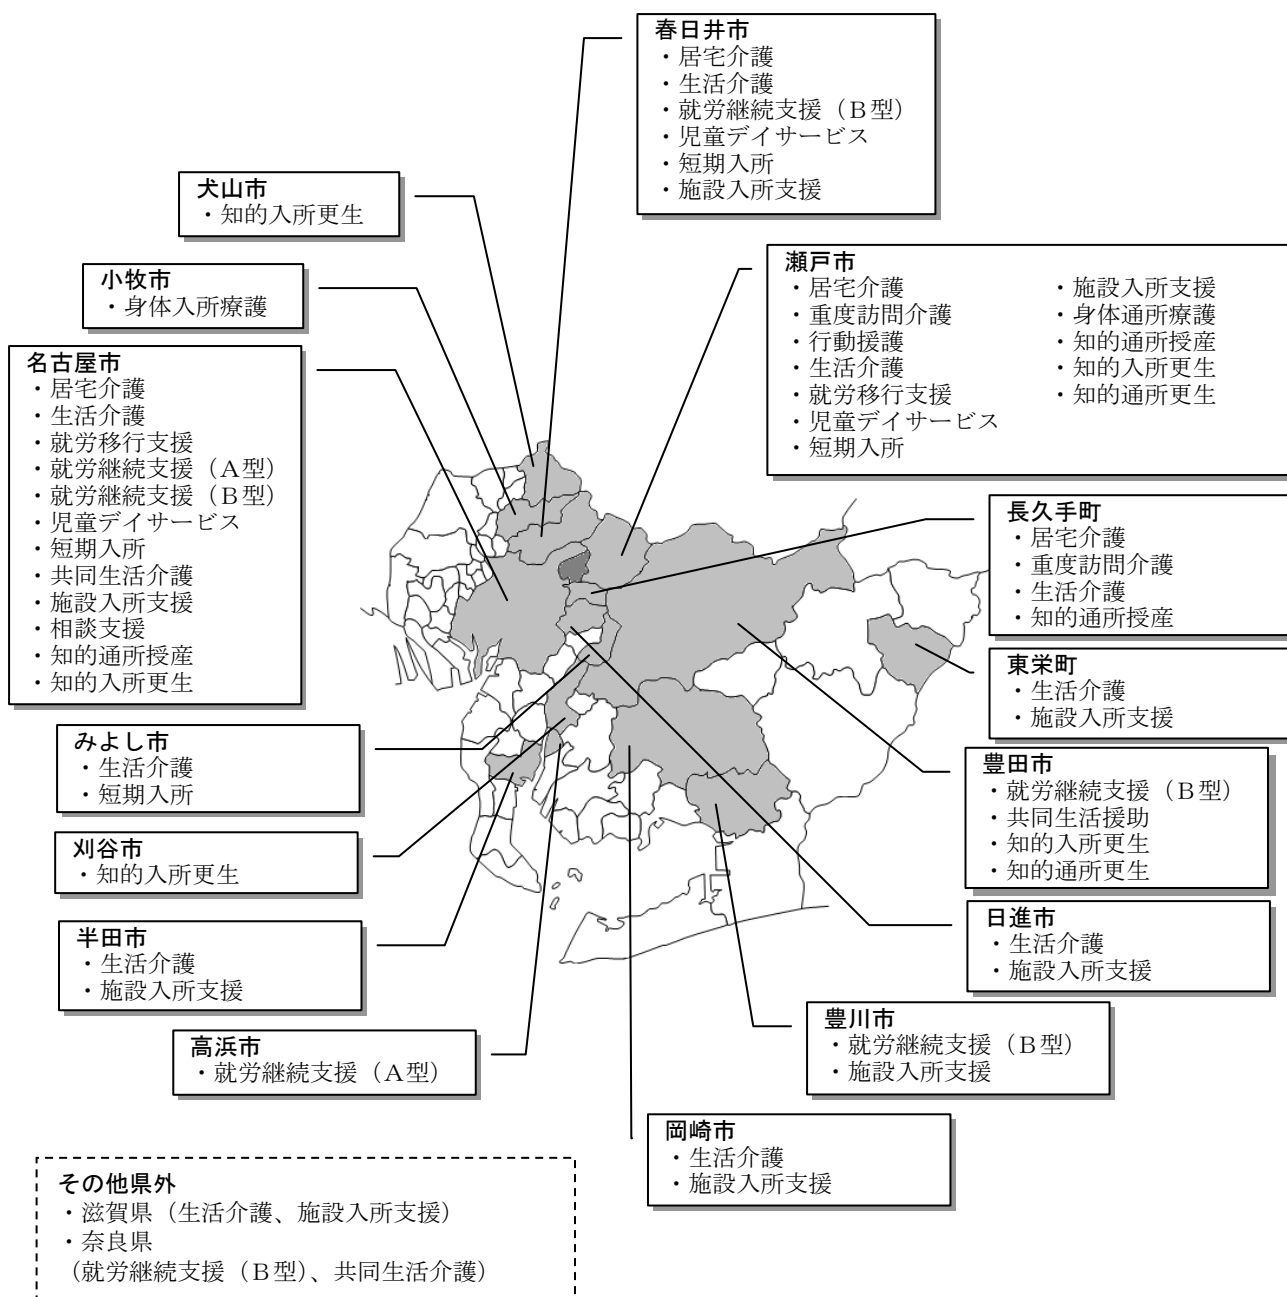 春日井市
・居宅介護
・生活介護
・就労継続支援（Ｂ型）
・児童デイサービス
・短期入所
・施設入所支援
犬山市
・知的入所更生
小牧市
・身体入所療護
名古屋市
・居宅介護
・生活介護
・就労移行支援
・就労継続支援（Ａ型）
・就労継続支援（Ｂ型）
・児童デイサービス
・短期入所
・共同生活介護
・施設入所支援
・相談支援
・知的通所授産
・知的入所更生
瀬戸市
・居宅介護
・重度訪問介護
・行動援護
・生活介護
・就労移行支援
・児童デイサービス
・短期入所
・施設入所支援
・身体通所療護
・知的通所授産
・知的入所更生
・知的通所更生
長久手町
・居宅介護
・重度訪問介護
・生活介護
・知的通所授産
東栄町
・生活介護
・施設入所支援
みよし市
・生活介護
・短期入所
豊田市
・就労継続支援（Ｂ型）
・共同生活援助
・知的入所更生
・知的通所更生
刈谷市
・知的入所更生
日進市
・生活介護
・施設入所支援
半田市
・生活介護
・施設入所支援
豊川市
・就労継続支援（Ｂ型）
・施設入所支援
高浜市
・就労継続支援（Ａ型）
岡崎市
・生活介護
・施設入所支援
その他県外
・滋賀県（生活介護、施設入所支援）
・奈良県
（就労継続支援（Ｂ型）、共同生活介護）